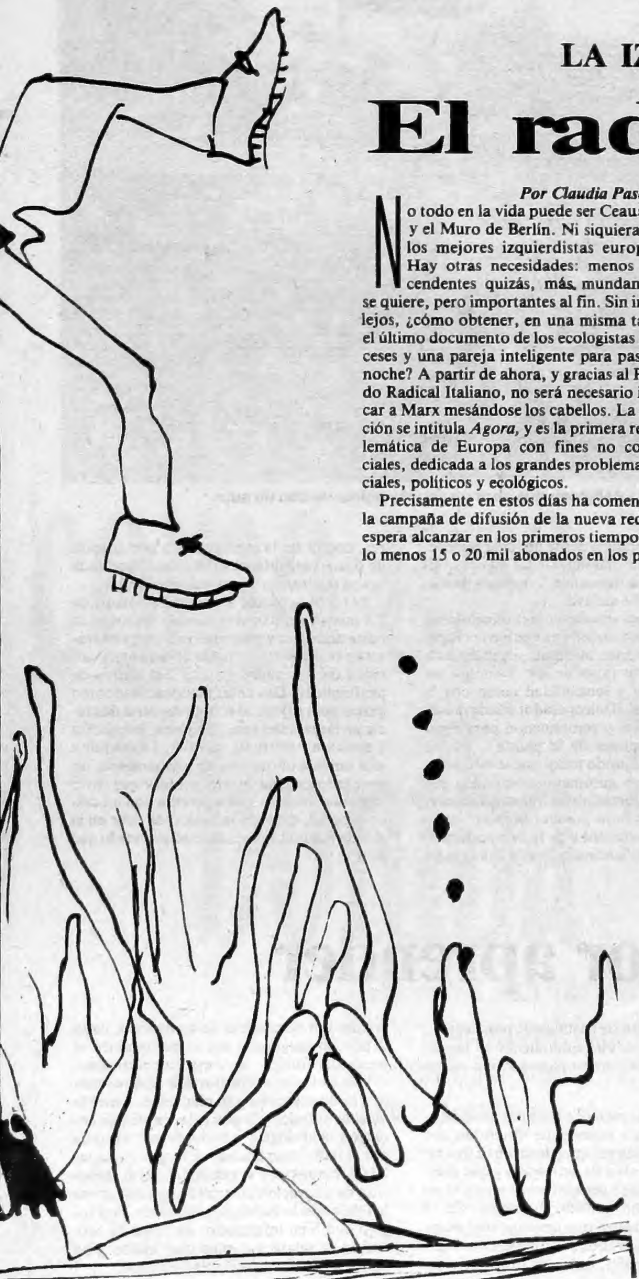 LA IZ
El rad
Por Claudia Pas
No todo en la vida puede ser Ceau
y el Muro de Berlín. Ni siquiera
los mejores izquierdistas europ
Hay otras necesidades: menos
cendentes quizás, más mundan
se quiere, pero importantes al fin. Sin i
lejos, ¿cómo obtener, en una misma ta
el último documento de los ecologistas
ceses y una pareja inteligente para pas
noche? A partir de ahora, y gracias al P
do Radical Italiano, no será necesario i
car a Marx mesándose los cabellos. La
ción se intitula Agora, y es la primera re
lemática de Europa con fines no co
ciales, dedicada a los grandes problema
ciales, políticos y ecológicos.
Precisamente en estos días ha comen
la campaña de difusión de la nueva red
espera alcanzar en los primeros tiempo
lo menos 15 o 20 mil abonados en los p